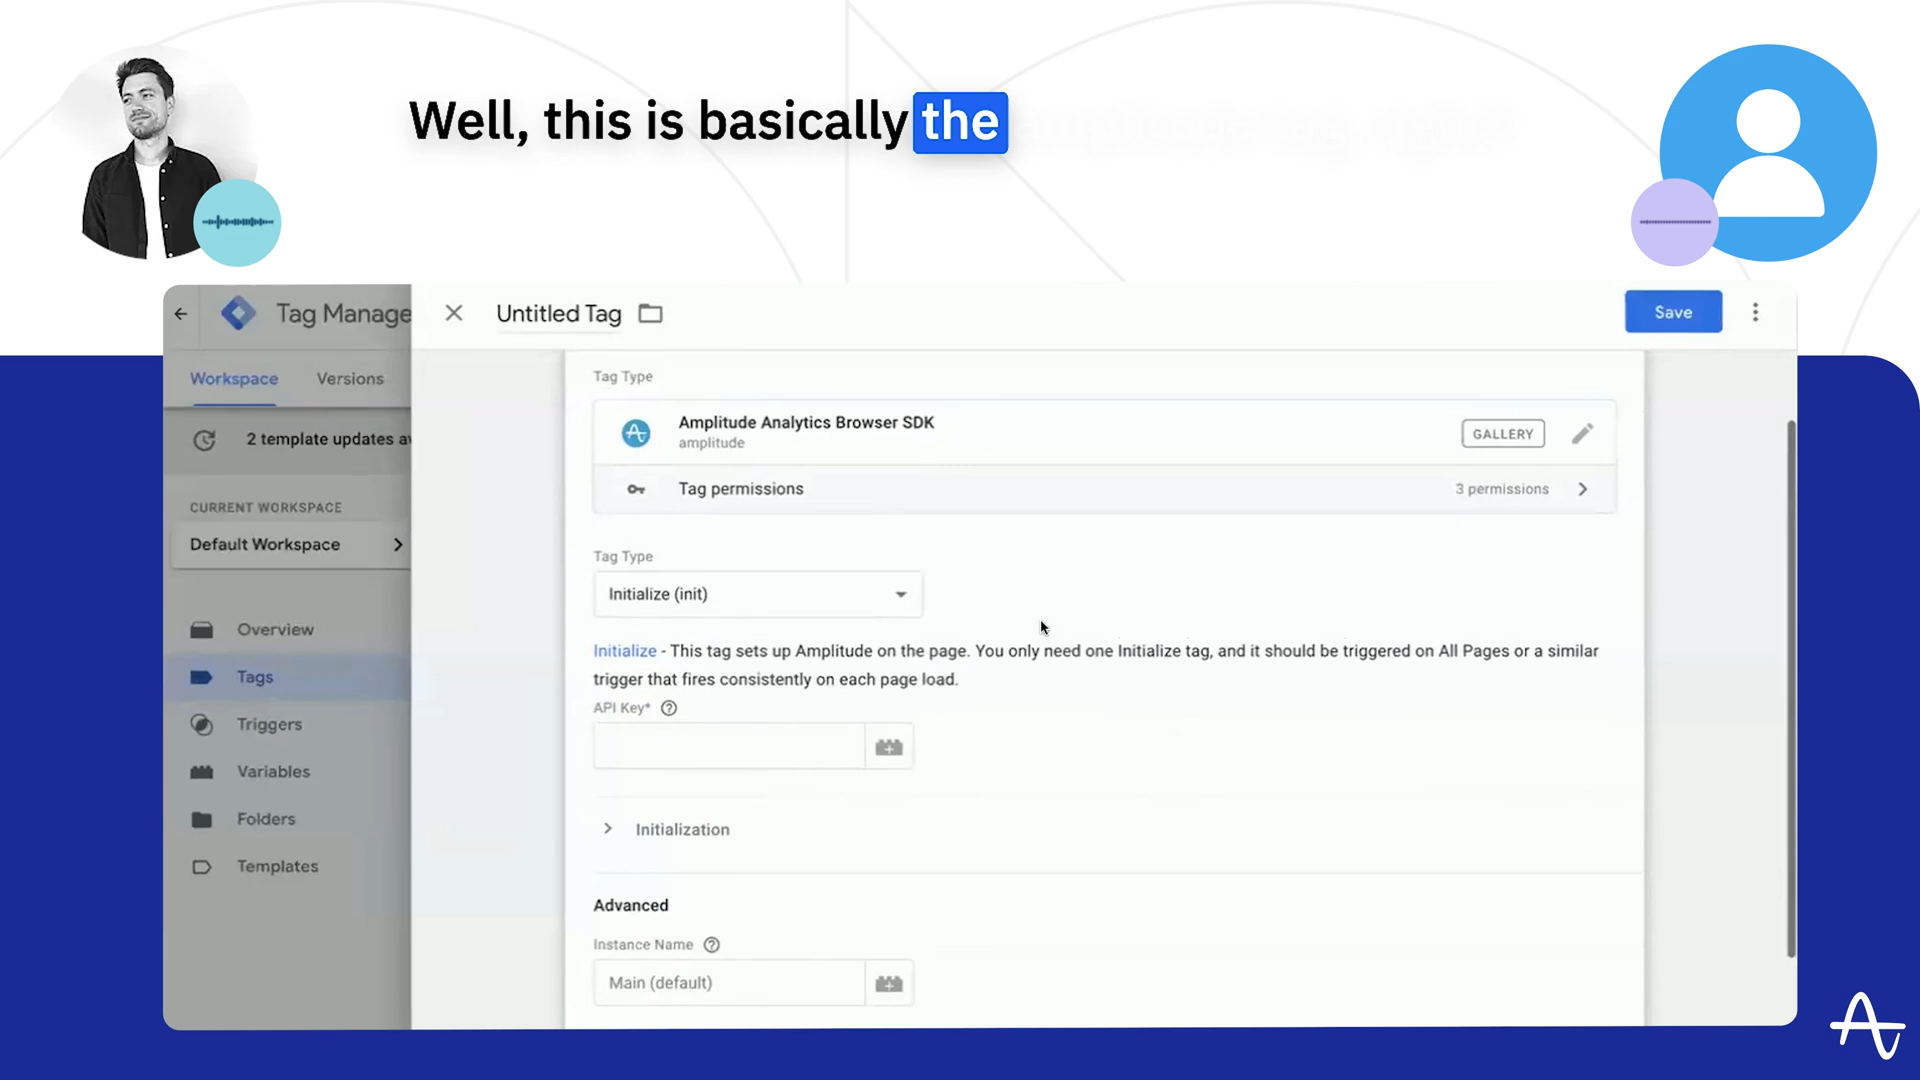 Well, this is basically the
Tag Manage
Untitled Tag
Save
Workspace
Versions
2 template updates av
CURRENT WORKSPACE
Default Workspace
Overview
Tags
Triggers
Variables
Folders
Templates
Tag Type
Amplitude Analytics Browser SDK
amplitude
GALLERY
Tag permissions
3 permissions
Tag Type
Initialize (init)
Initialize - This tag sets up Amplitude on the page. You only need one Initialize tag, and it should be triggered on All Pages or a similar
trigger that fires consistently on each page load.
API Key*
Initialization
Advanced
Instance Name
Main (default)